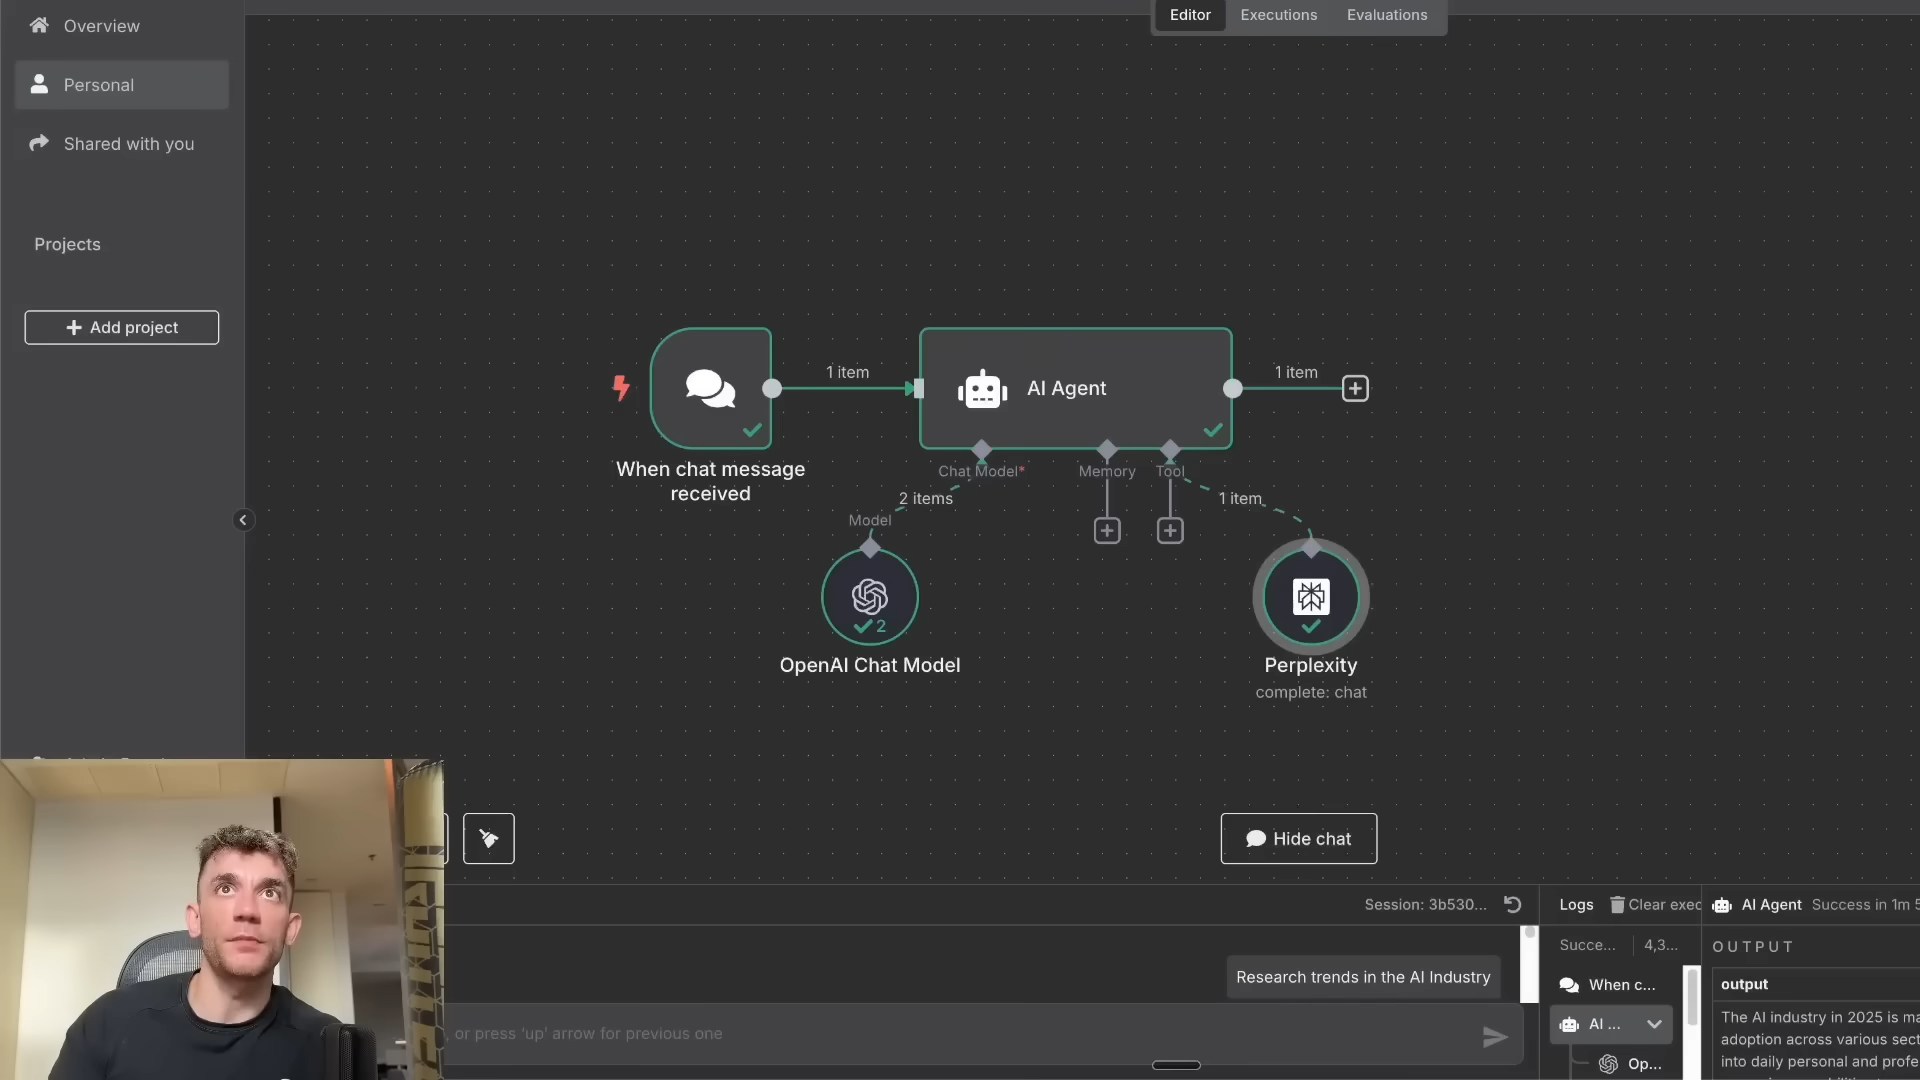 Overview
Personal
Shared with you
Projects
Add project
Editor
Executions
Evaluations
1 item
AI Agent
1 item
When chat message
received
Chat Model*
Memory
Tool
2 items
1 item
Model
2
OpenAI Chat Model
Perplexity
complete: chat
Hide chat
Session: 3b530...
Logs
Clear exec
AI Agent
Success in 1m 5
Succe...
4,3...
OUTPUT
Research trends in the AI Industry
When c...
output
, or press ‘up’ arrow for previous one
AI ...
The AI industry in 2025 is ma
adoption across various sect
into daily personal and profe
Op...